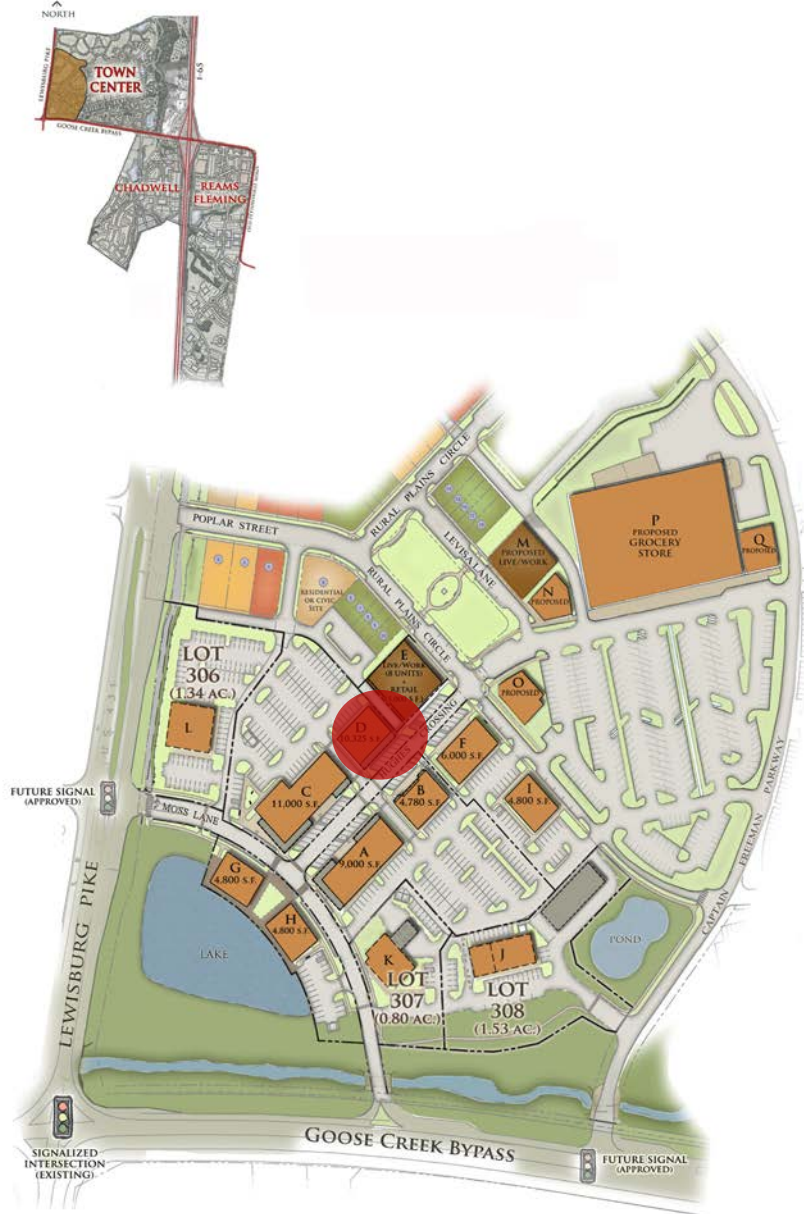 NORTH
LEWISBURG PIKE
TOWN
CENTER
I-65
GOOSE CREEK BYPASS
CHADWELL
REAMS
FLEMING
RURAL PLAINS CIRCLE
POPLAR STREET
LEVISA LANE
M
PROPOSED
LIVE/WORK
P
PROPOSED
GROCERY
STORE
Q
PROPOSED
N
PROPOSED
RESIDENTIAL
OR CIVIC
SITE
RURAL PLAINS CIRCLE
E
LIVE/WORK
(8 UNITS)
+
RETAIL
LOT
306
(1.34 AC.)
L
O
PROPOSED
D
10,325 S.F.
HUGHES CROSSING
F
6,000 S.F.
C
11,000 S.F.
B
4,780 S.F.
I
4,800 S.F.
FUTURE SIGNAL
(APPROVED)
MOSS LANE
A
9,000 S.F.
G
4,800 S.F.
H
4,800 S.F.
CAPTAIN FREEMAN PARKWAY
LEWISBURG PIKE
LAKE
POND
K
LOT
307
(0.80 AC.)
J
LOT
308
(1.53 AC.)
GOOSE CREEK BYPASS
SIGNALIZED
INTERSECTION
(EXISTING)
FUTURE SIGNAL
(APPROVED)